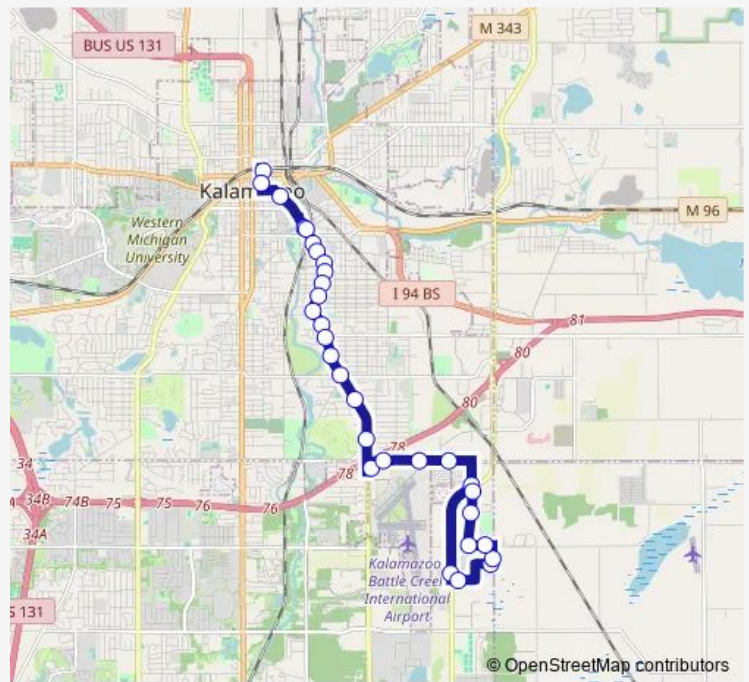 M 343
BUS US 131
Kalamazoo
M 96
Western
Michigan
University
I 94 BS
81
80
80
78
78
34
34B
74B
75
75
76
76
34A
Kalamazoo
Battle Creek
International
Airport
S 131
© OpenStreetMap contributors